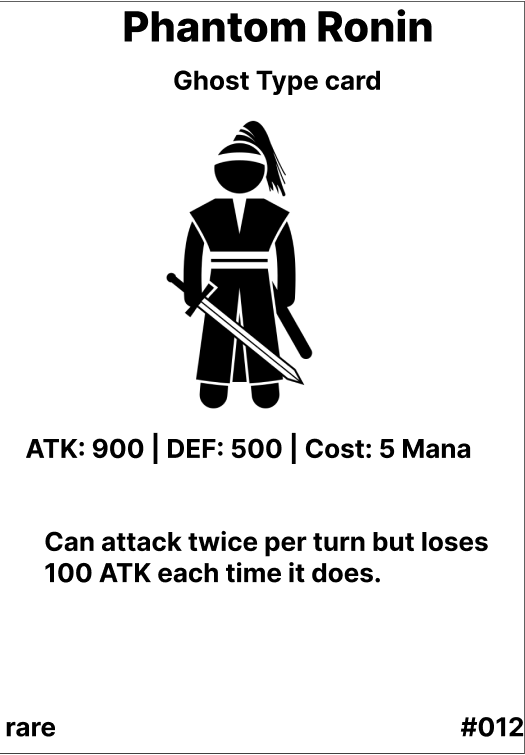 Phantom Ronin
Ghost Type card
ATK: 900 | DEF: 500 | Cost: 5 Mana
Can attack twice per turn but loses
100 ATK each time it does.
rare
#012